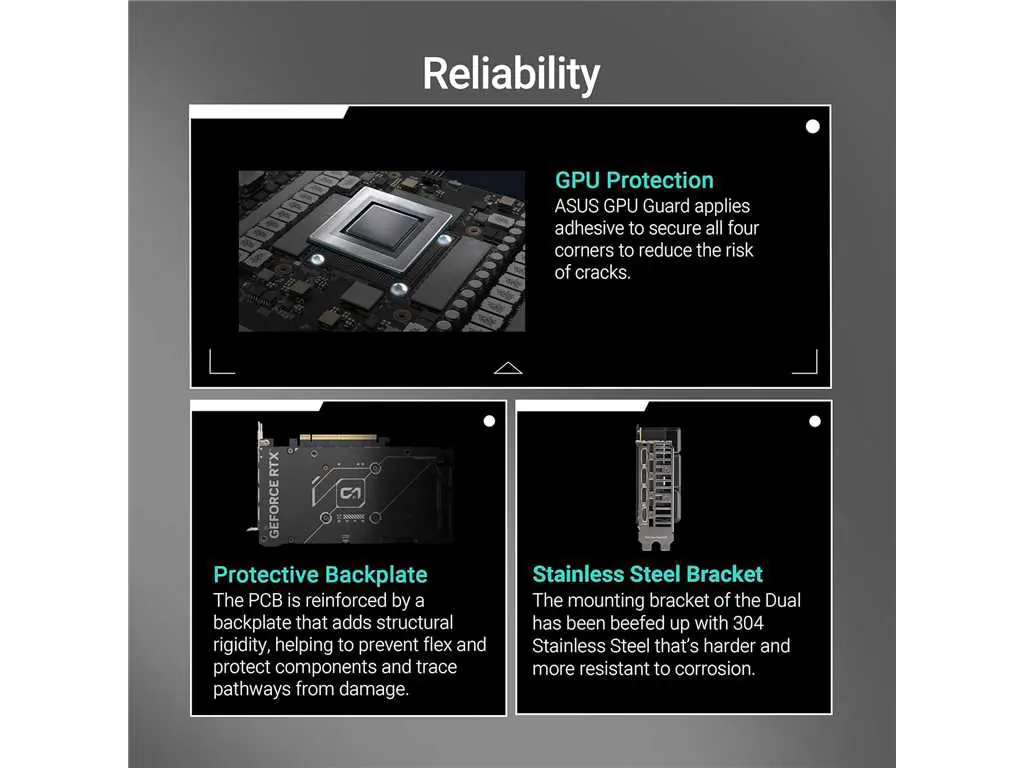 Reliability
GPU Protection
ASUS GPU Guard applies
adhesive to secure all four
corners to reduce the risk
of cracks.
GEFORCE RTX
Protective Backplate
The PCB is reinforced by a
backplate that adds structural
rigidity, helping to prevent flex and
protect components and trace
pathways from damage.
Stainless Steel Bracket
The mounting bracket of the Dual
has been beefed up with 304
Stainless Steel that’s harder and
more resistant to corrosion.